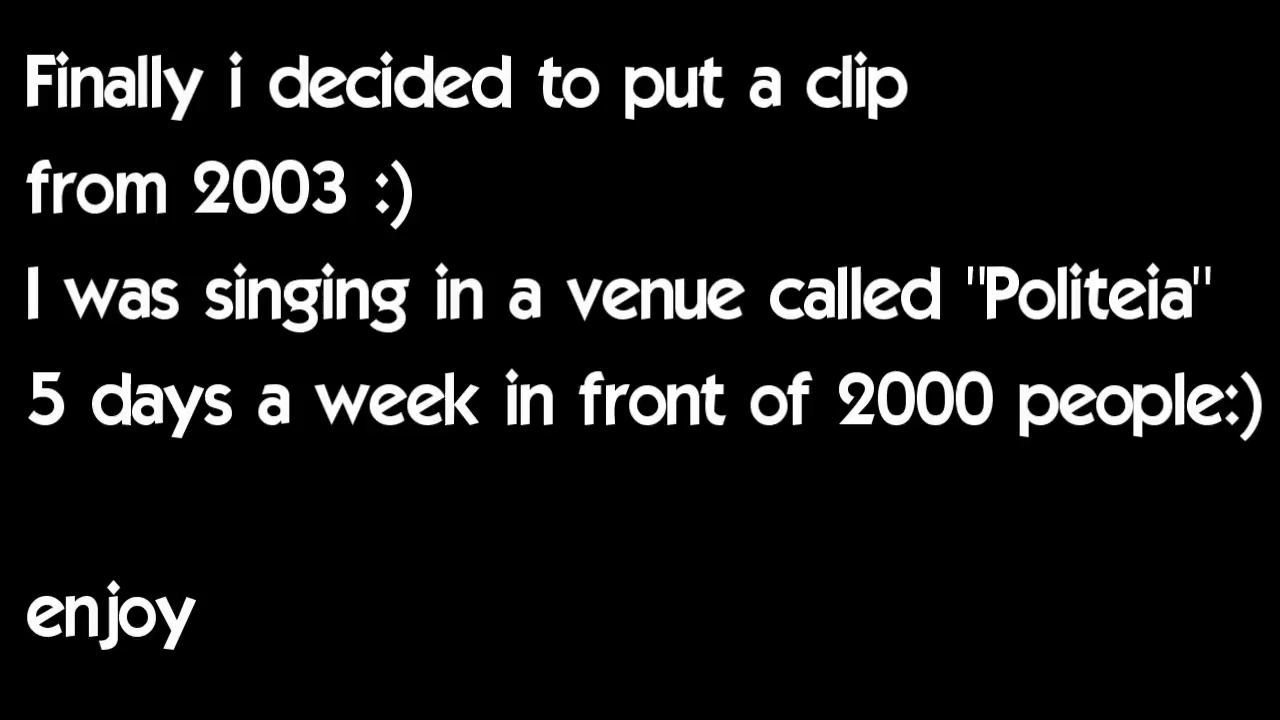 Finally i decided to put a clip
from 2003 :)
I was singing in a venue called "Politeia"
5 days a week in front of 2000 people:)
enjoy